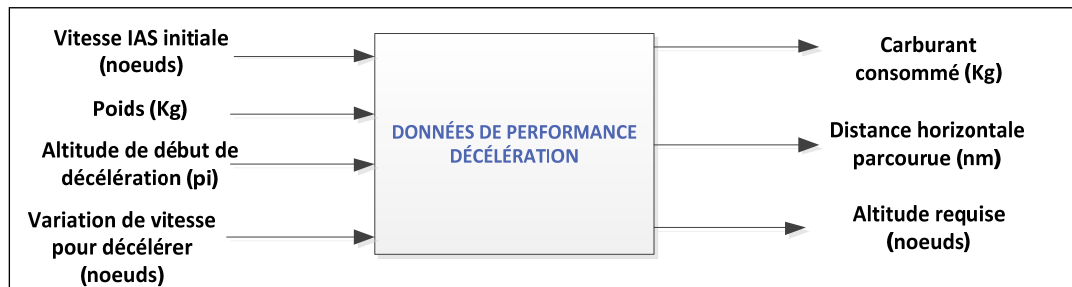 Vitesse IAS initiale
(noeuds)
Poids (Kg)
Altitude de début de
décélération (pi)
Variation de vitesse
pour décélérer
(noeuds)
DONNÉES DE PERFORMANCE
DÉCÉLÉRATION
Carburant
consommé (Kg)
Distance horizontale
parcourue (nm)
Altitude requise
(noeuds)